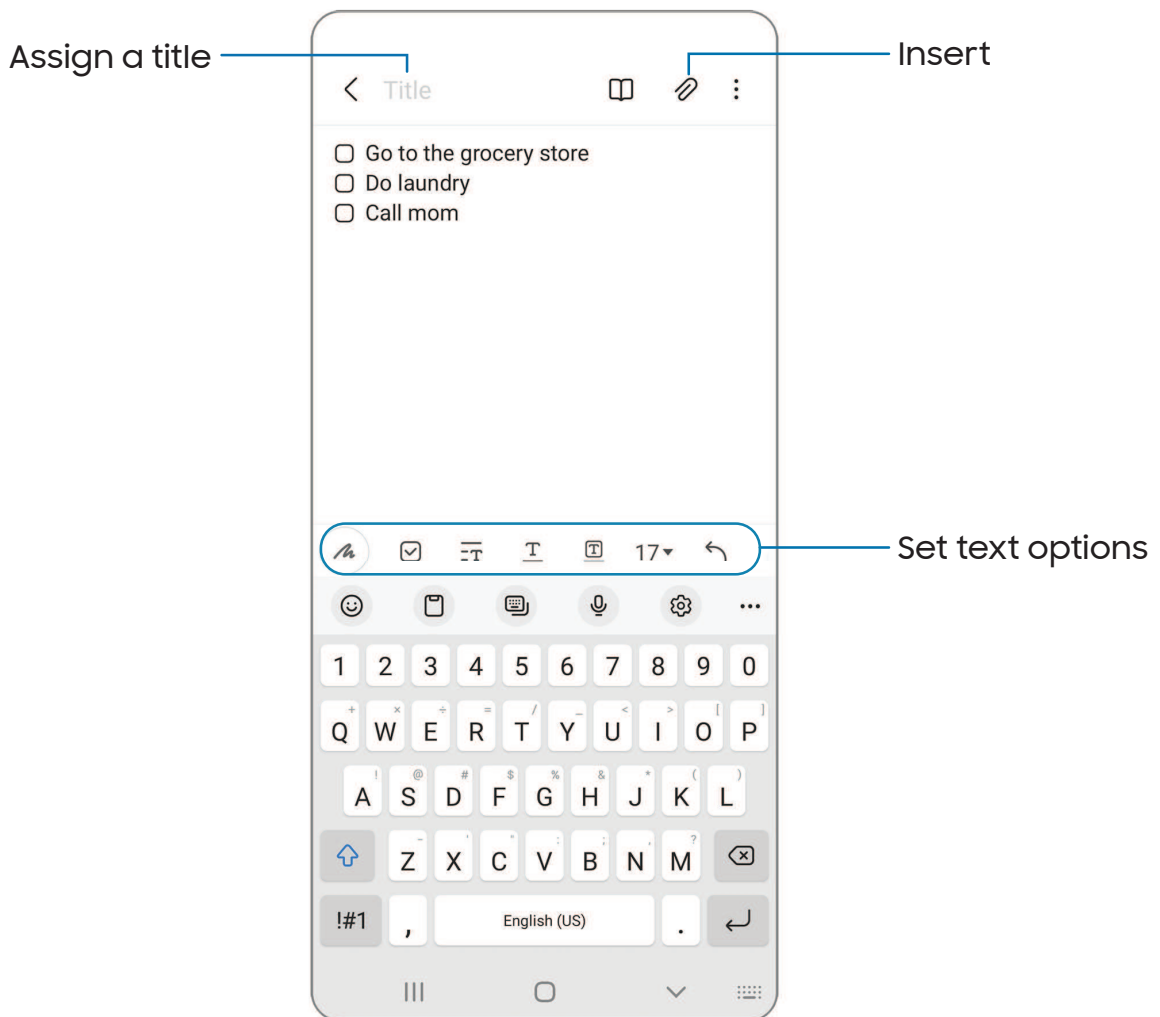 Assign a title
Insert
Title
Go to the grocery store
Do laundry
Call mom
T T T 17
Set text options
1 2 3 4 5 6 7 8 9 0
+ × ÷ = / _ < > [ ]
Q W E R T Y U I O P
! @ # $ % & * ( )
A S D F G H J K L
- ' " : ; , ?
Z X C V B N M
!#1 , English (US) .